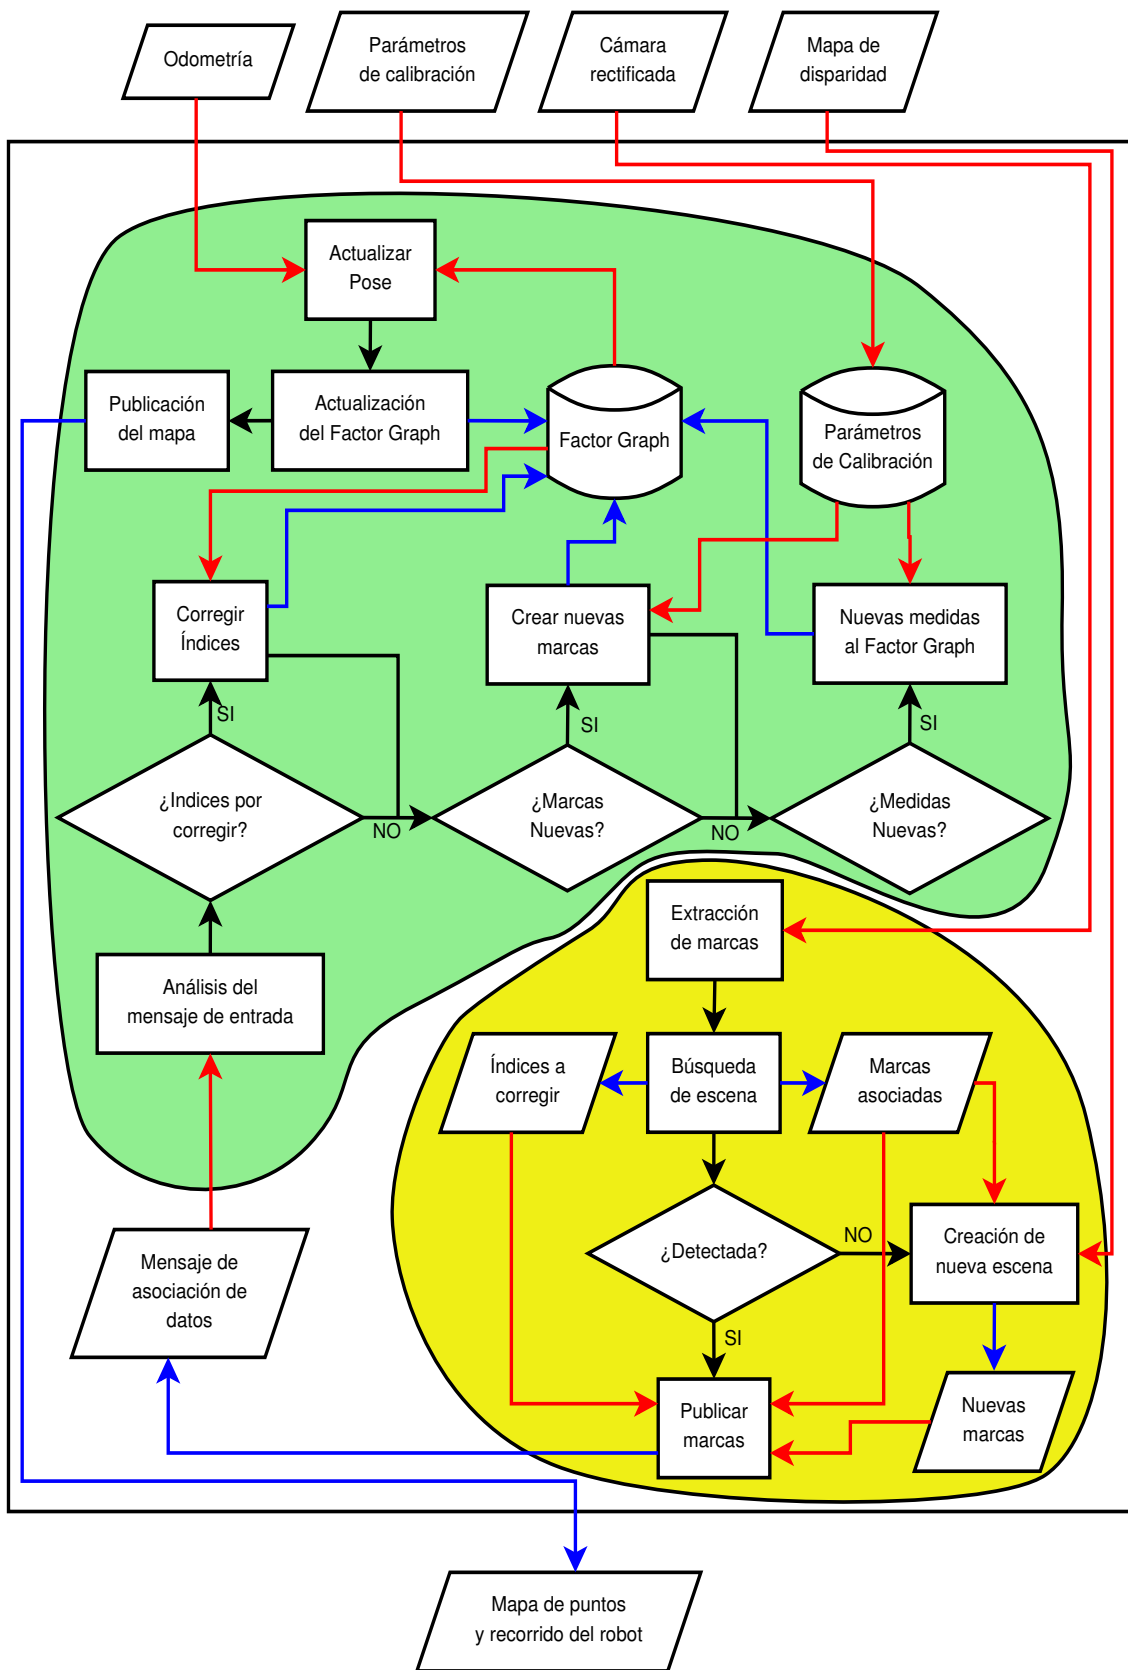 Odometría
Parámetros
de calibración
Cámara
rectificada
Mapa de
disparidad
Actualizar
Pose
Publicación
del mapa
Actualización
del Factor Graph
Factor Graph
Parámetros
de Calibración
Corregir
Índices
Crear nuevas
marcas
Nuevas medidas
al Factor Graph
SI
SI
SI
¿Indices por
corregir?
NO
¿Marcas
Nuevas?
NO
¿Medidas
Nuevas?
Extracción
de marcas
Análisis del
mensaje de entrada
Índices a
corregir
Búsqueda
de escena
Marcas
asociadas
Mensaje de
asociación de
datos
¿Detectada?
NO
Creación de
nueva escena
SI
Publicar
marcas
Nuevas
marcas
Mapa de puntos
y recorrido del robot